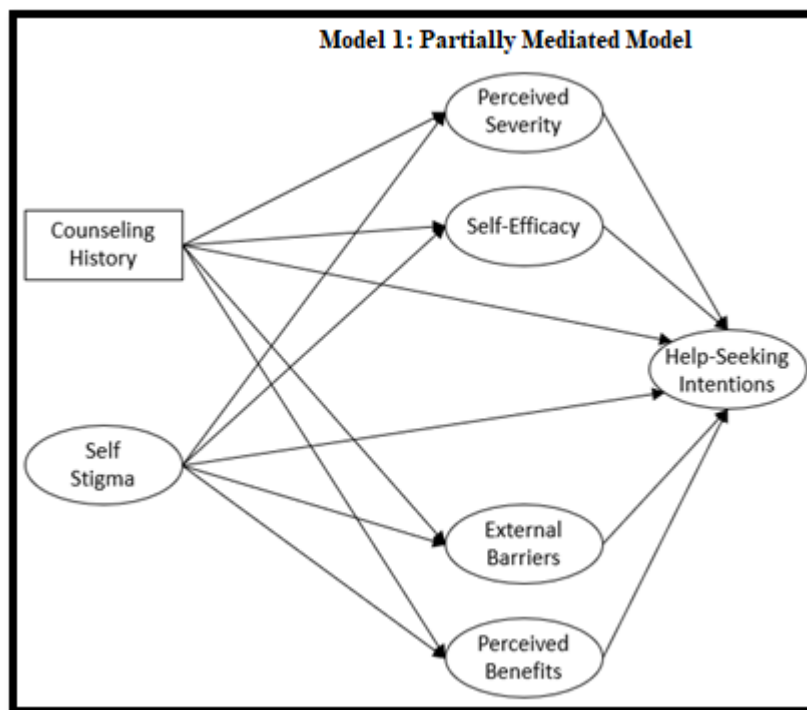 Model 1: Partially Mediated Model
Perceived
Severity
Counseling
History
Self-Efficacy
Help-Seeking
Intentions
Self
Stigma
External
Barriers
Perceived
Benefits